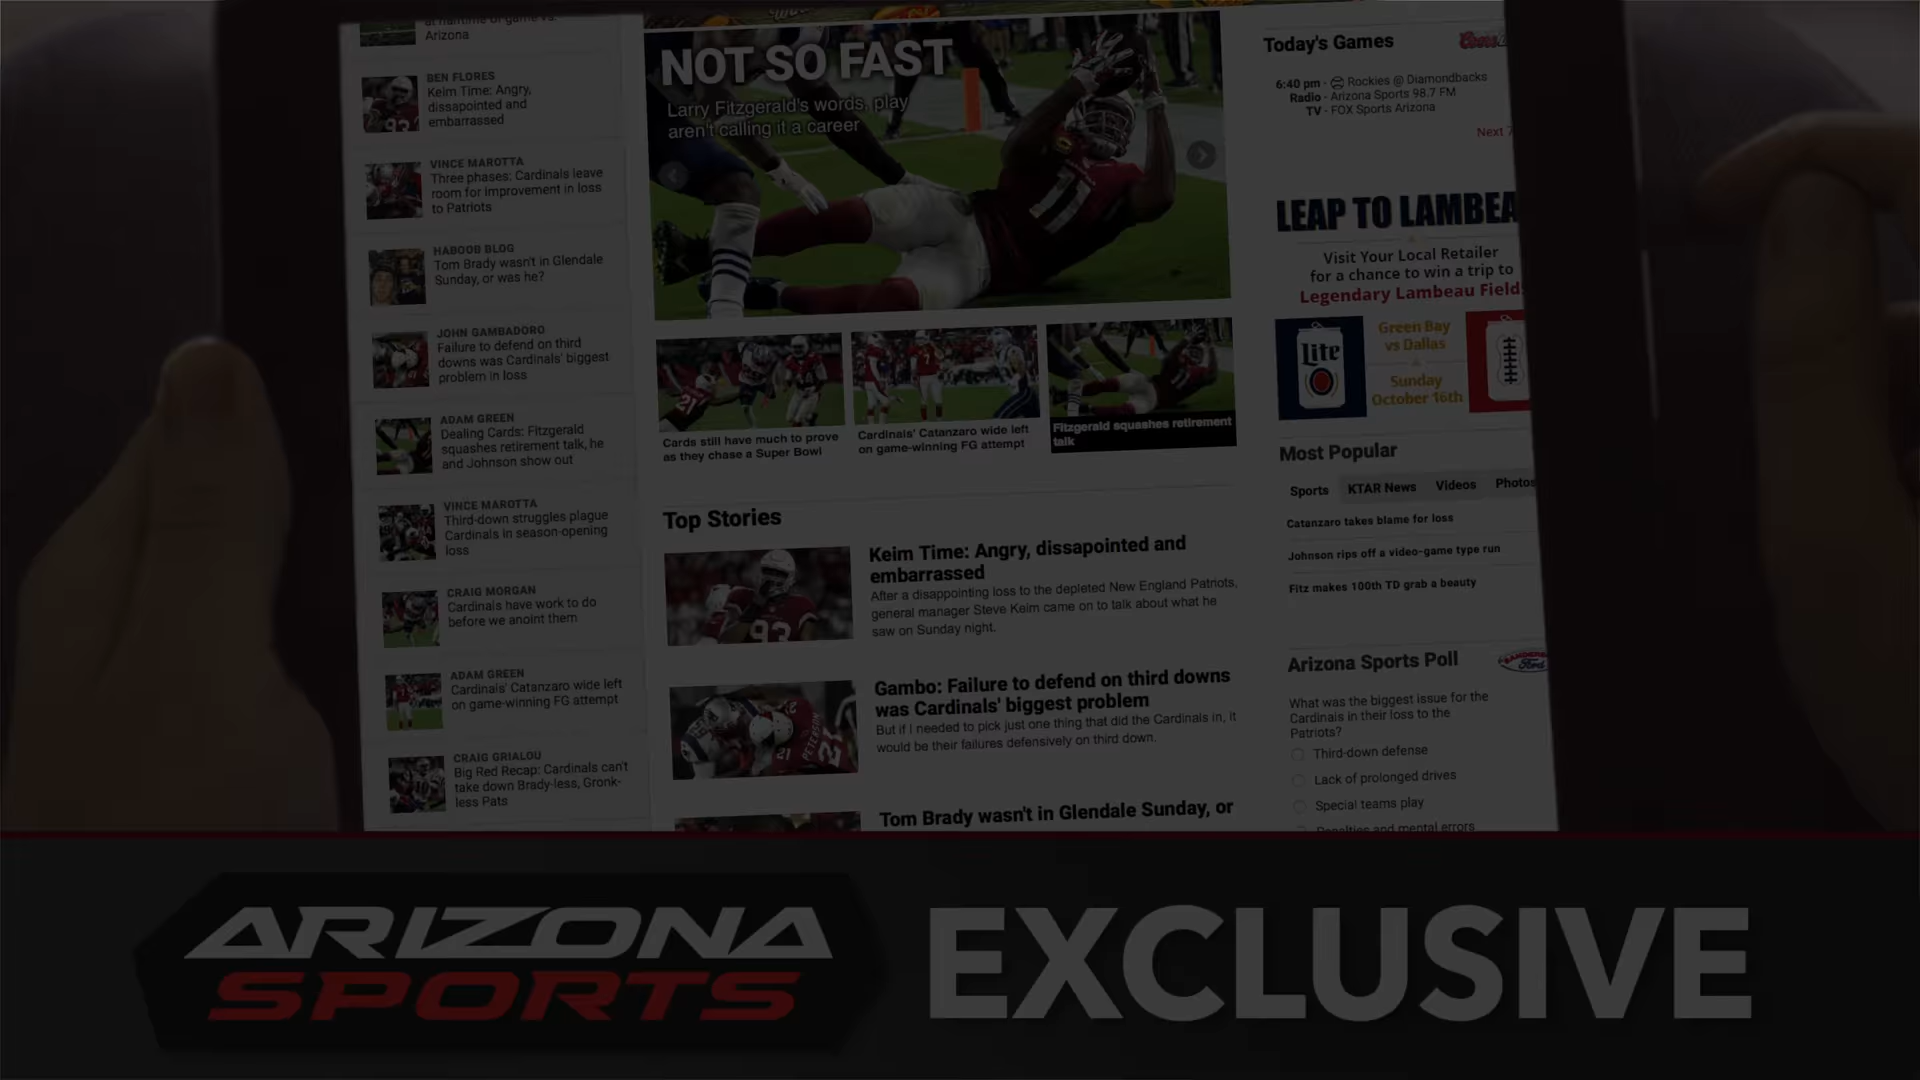 Arizona
BEN FLORES
Keim Time: Angry,
dissapointed and
embarrassed
VINCE MAROTTA
Three phases: Cardinals leave
room for improvement in loss
to Patriots
HABOOB BLOG
Tom Brady wasn't in Glendale
Sunday, or was he?
JOHN GAMBADORO
Failure to defend on third
downs was Cardinals' biggest
problem in loss
ADAM GREEN
Dealing Cards: Fitzgerald
squashes retirement talk, he
and Johnson show out
VINCE MAROTTA
Third-down struggles plague
Cardinals in season-opening
loss
CRAIG MORGAN
Cardinals have work to do
before we anoint them
ADAM GREEN
Cardinals' Catanzaro wide left
on game-winning FG attempt
CRAIG GRIALOU
Big Red Recap: Cardinals can't
take down Brady-less, Gronk-
less Pats
NOT SO FAST
Larry Fitzgerald's words, play
aren't calling it a career
11
Cards still have much to prove
as they chase a Super Bowl
Cardinals' Catanzaro wide left
on game-winning FG attempt
Fitzgerald squashes retirement
talk
Top Stories
Keim Time: Angry, dissapointed and
embarrassed
After a disappointing loss to the depleted New England Patriots,
general manager Steve Keim came on to talk about what he
saw on Sunday night.
93
Gambo: Failure to defend on third downs
was Cardinals' biggest problem
But if I needed to pick just one thing that did the Cardinals in, it
would be their failures defensively on third down.
PETERSON
21
Tom Brady wasn't in Glendale Sunday, or
Today's Games
Coors
6:40 pm - Rockies @ Diamondbacks
Radio - Arizona Sports 98.7 FM
TV - FOX Sports Arizona
Next 7
LEAP TO LAMBEA
Visit Your Local Retailer
for a chance to win a trip to
Legendary Lambeau Field
Lite
Green Bay
vs Dallas
Sunday
October 16th
Most Popular
Sports KTAR News Videos Photos
Catanzaro takes blame for loss
Johnson rips off a video-game type run
Fitz makes 100th TD grab a beauty
Arizona Sports Poll
SANDERSON
Ford
What was the biggest issue for the
Cardinals in their loss to the
Patriots?
Third-down defense
Lack of prolonged drives
Special teams play
Penalties and mental errors
ARIZONA
SPORTS
EXCLUSIVE